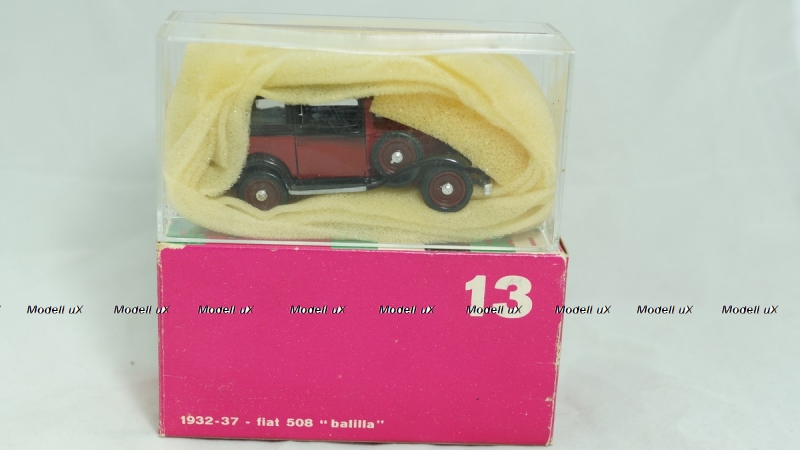 13
Modell uX Modell uX Modell uX Modell uX Modell uX Modell uX Modell uX Modell uX Modell uX
1932-37 - fiat 508 "balilla"